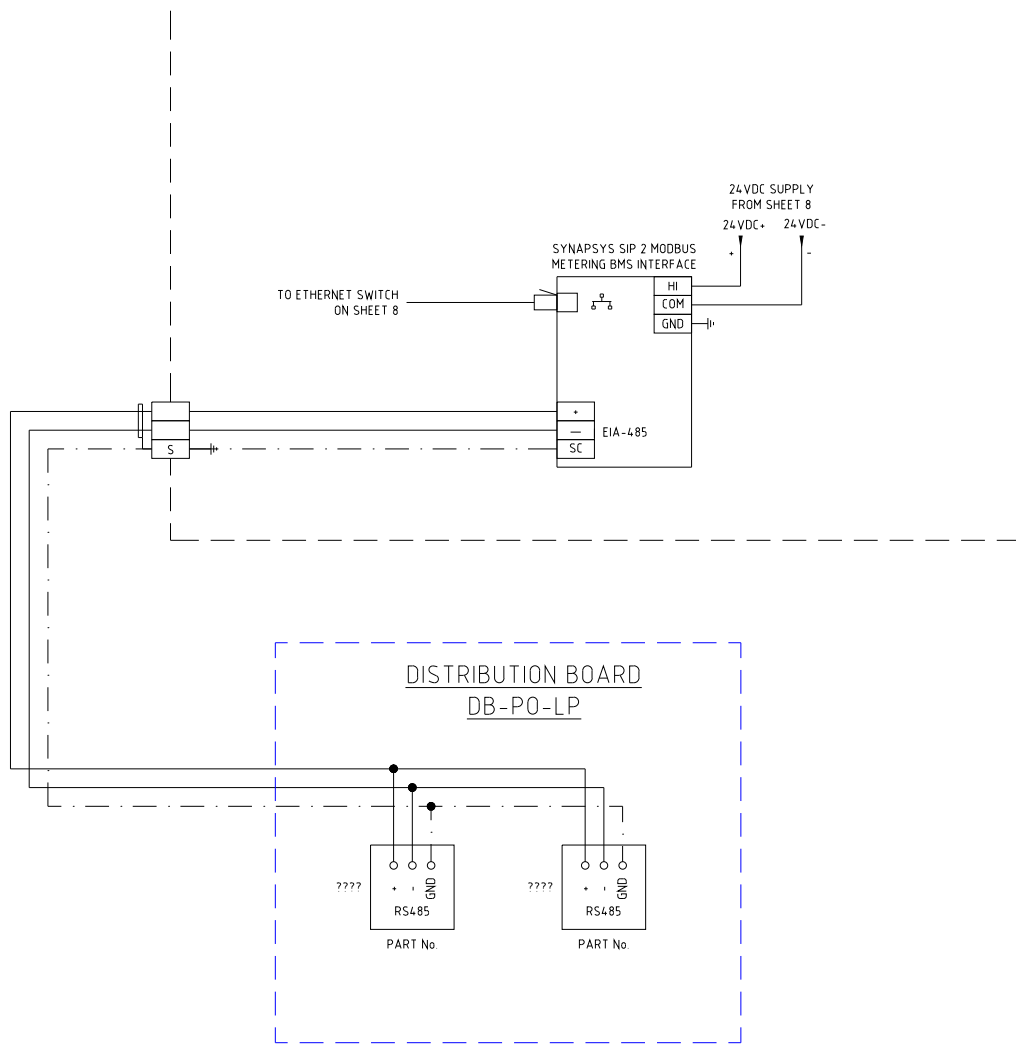 24VDC SUPPLY
FROM SHEET 8
24VDC+ 24VDC-
+ -
SYNAPSYS SIP 2 MODBUS
METERING BMS INTERFACE
HI
TO ETHERNET SWITCH
ON SHEET 8
COM
GND
+
—
EIA-485
S
SC
DISTRIBUTION BOARD
DB-PO-LP
???? + - GND
RS485
PART No.
???? + - GND
RS485
PART No.